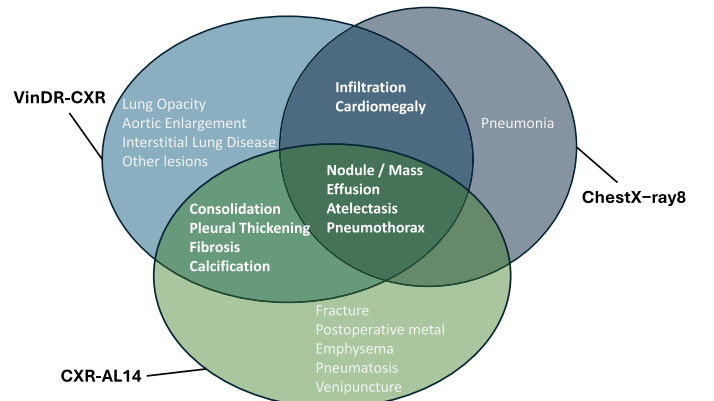 VinDR-CXR
Lung Opacity
Aortic Enlargement
Interstitial Lung Disease
Other lesions
Infiltration
Cardiomegaly
Pneumonia
ChestX-ray8
Nodule / Mass
Effusion
Atelectasis
Pneumothorax
Consolidation
Pleural Thickening
Fibrosis
Calcification
Fracture
Postoperative metal
Emphysema
Pneumatosis
Venipuncture
CXR-AL14